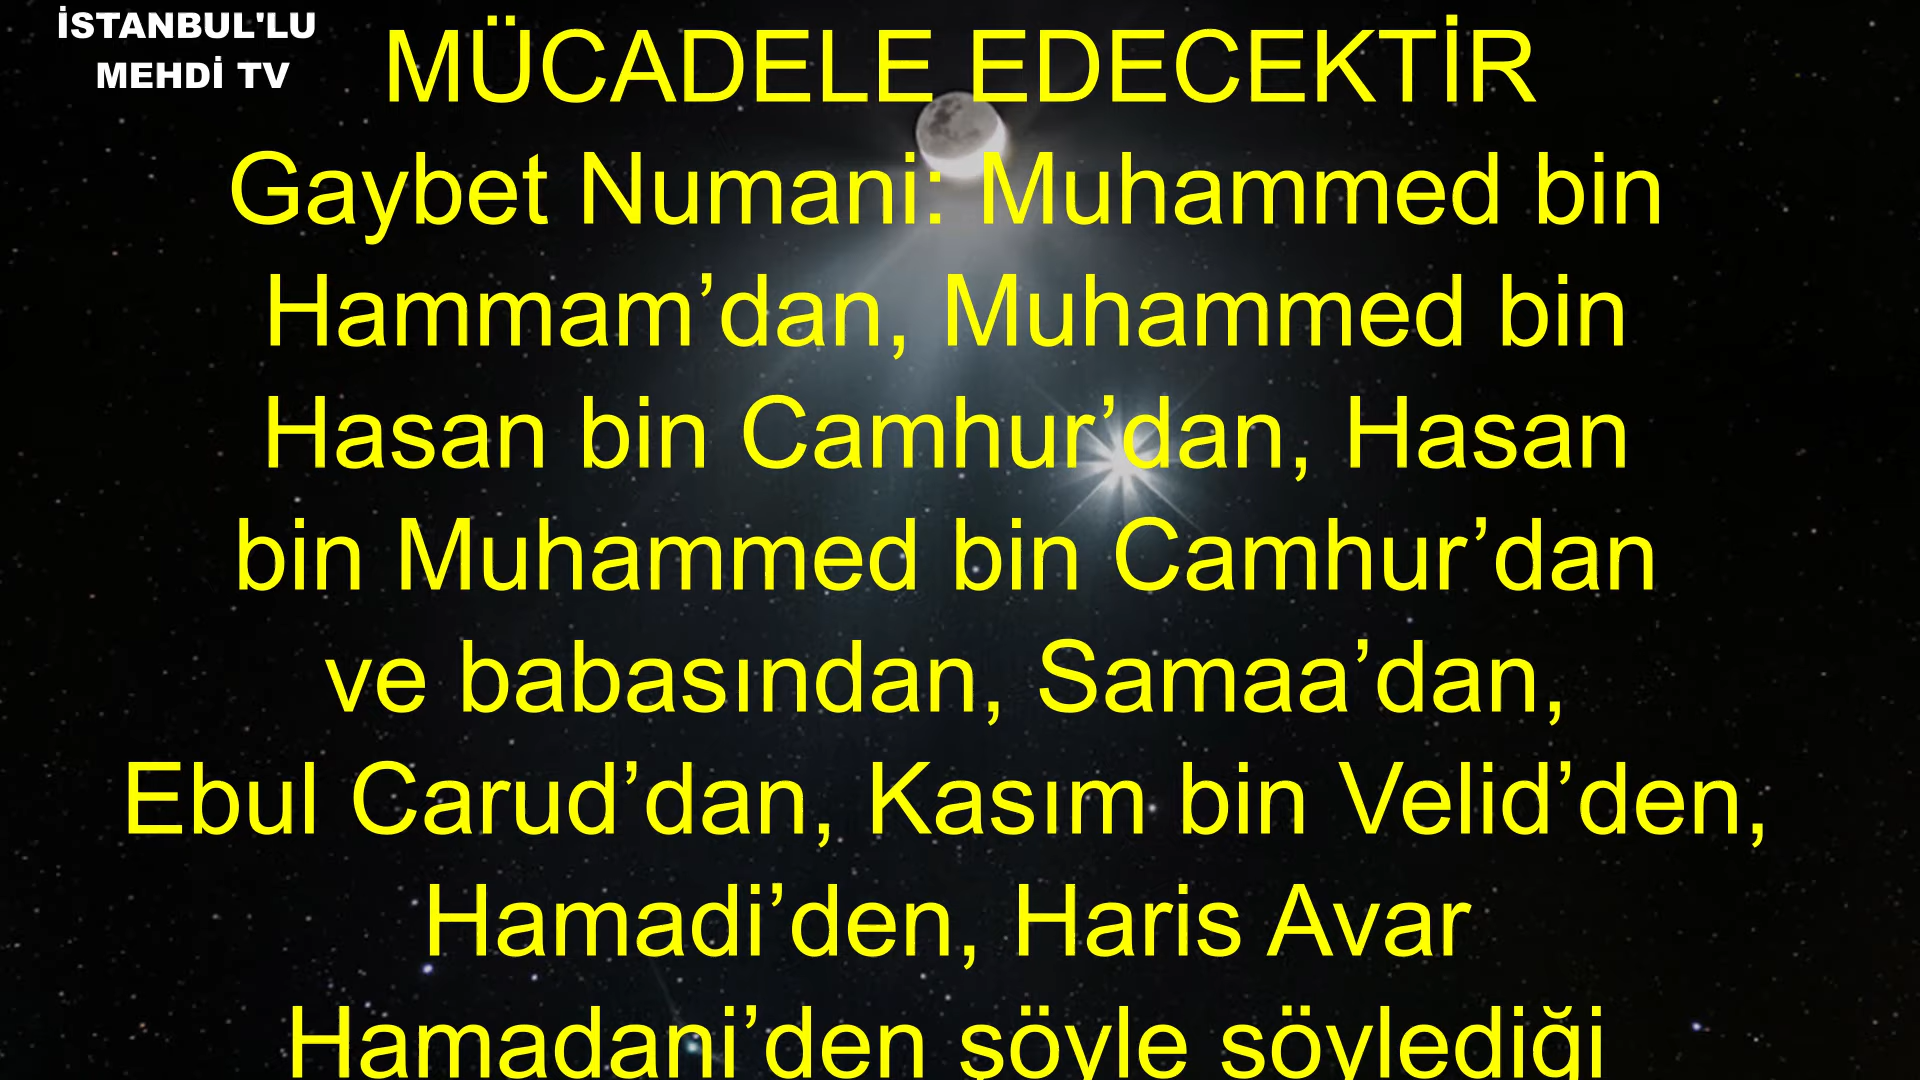 İSTANBUL'LU
MEHDİ TV
MÜCADELE EDECEKTİR
Gaybet Numani: Muhammed bin
Hammam’dan, Muhammed bin
Hasan bin Camhur’dan, Hasan
bin Muhammed bin Camhur’dan
ve babasından, Samaa’dan,
Ebul Carud’dan, Kasım bin Velid’den,
Hamadi’den, Haris Avar
Hamadani’den şöyle söylediği